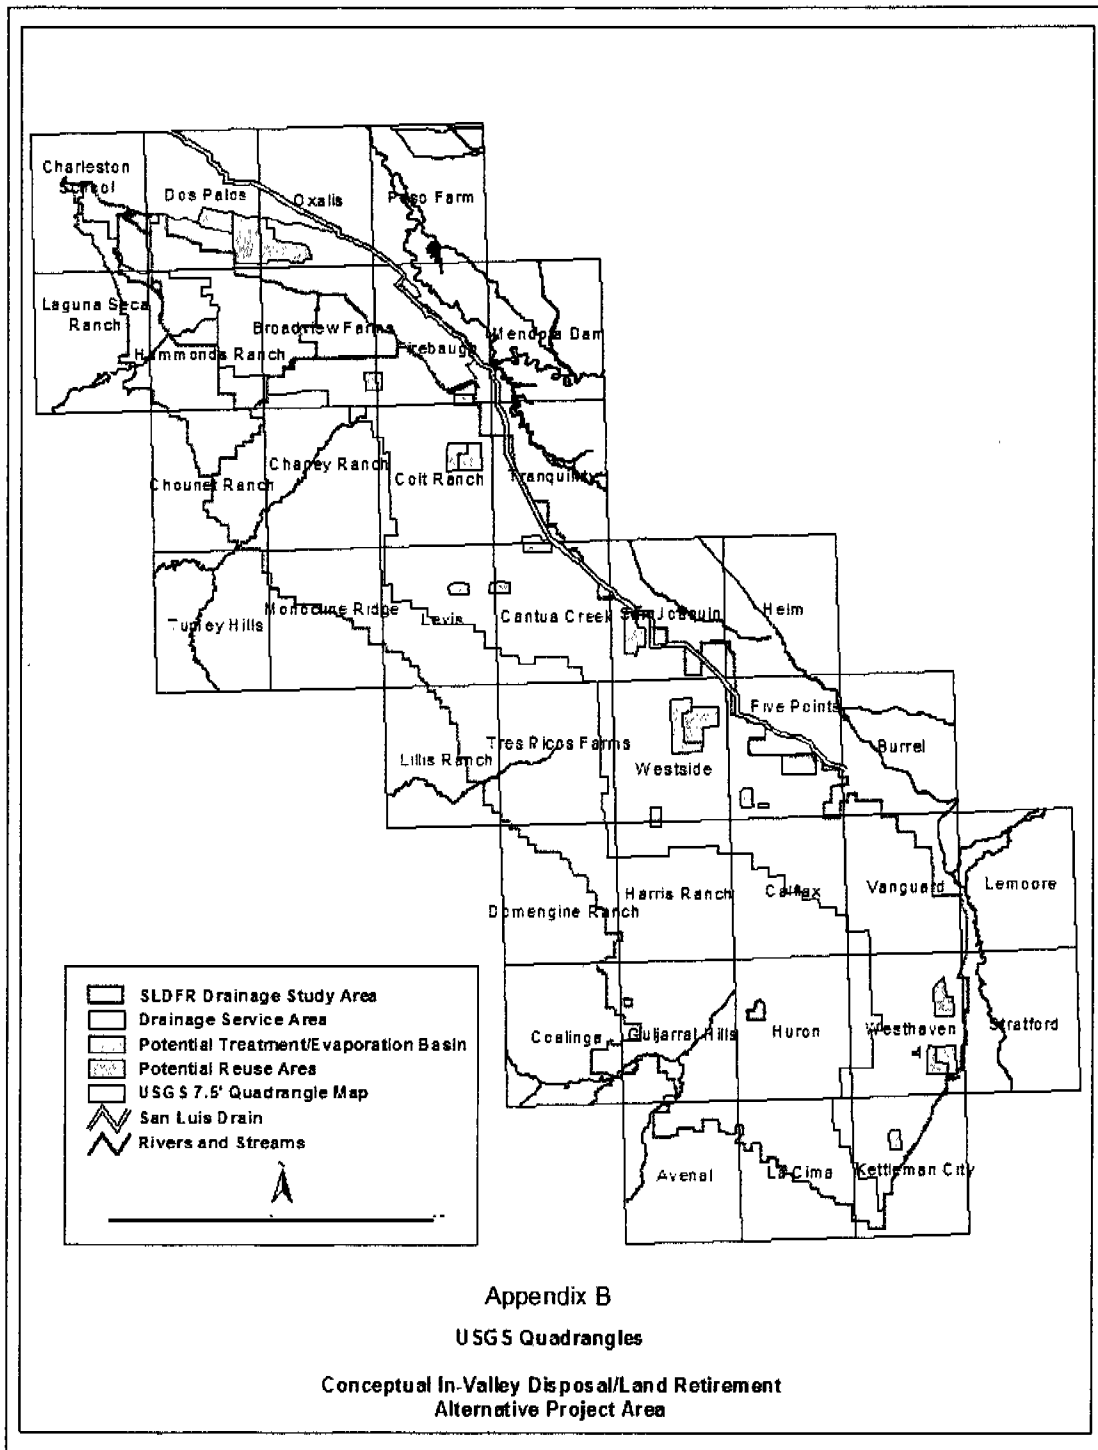 Charleston
School
Dos Palos
Oxalis
Poso Farm
Laguna Seca
Ranch
Hammonds Ranch
Broadview Farms
Firebaugh
Mendota Dam
Chounet Ranch
Chaney Ranch
Coit Ranch
Tranquility
Tumey Hills
Monocline Ridge
Levis
Cantua Creek
San Joaquin
Helm
Lillis Ranch
Tres Picos Farms
Westside
Five Points
Burrel
Domengine Ranch
Harris Ranch
Calflax
Vanguard
Lemoore
Coalinga
Guijarral Hills
Huron
Westhaven
Stratford
Avenal
La Cima
Kettleman City
SLDFR Drainage Study Area
Drainage Service Area
Potential Treatment/Evaporation Basin
Potential Reuse Area
USGS 7.5' Quadrangle Map
San Luis Drain
Rivers and Streams
Appendix B
USGS Quadrangles
Conceptual In-Valley Disposal/Land Retirement
Alternative Project Area